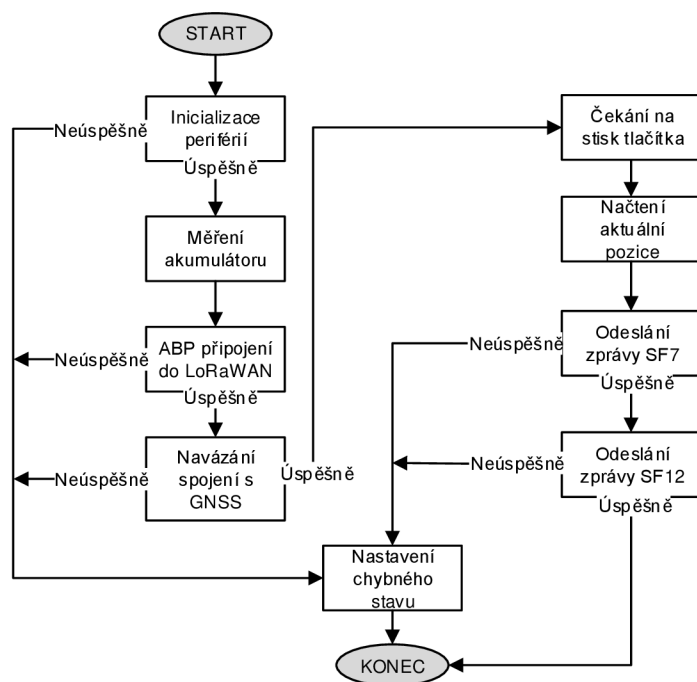 START
Neúspěšně
Inicializace
periférií
Úspěšně
Měření
akumulátoru
Neúspěšně
ABP připojení
do LoRaWAN
Úspěšně
Neúspěšně
Navázání
spojení s
GNSS
Úspěšně
Čekání na
stisk tlačítka
Načtení
aktuální
pozice
Neúspěšně
Odeslání
zprávy SF7
Úspěšně
Neúspěšně
Odeslání
zprávy SF12
Úspěšně
Nastavení
chybného
stavu
KONEC